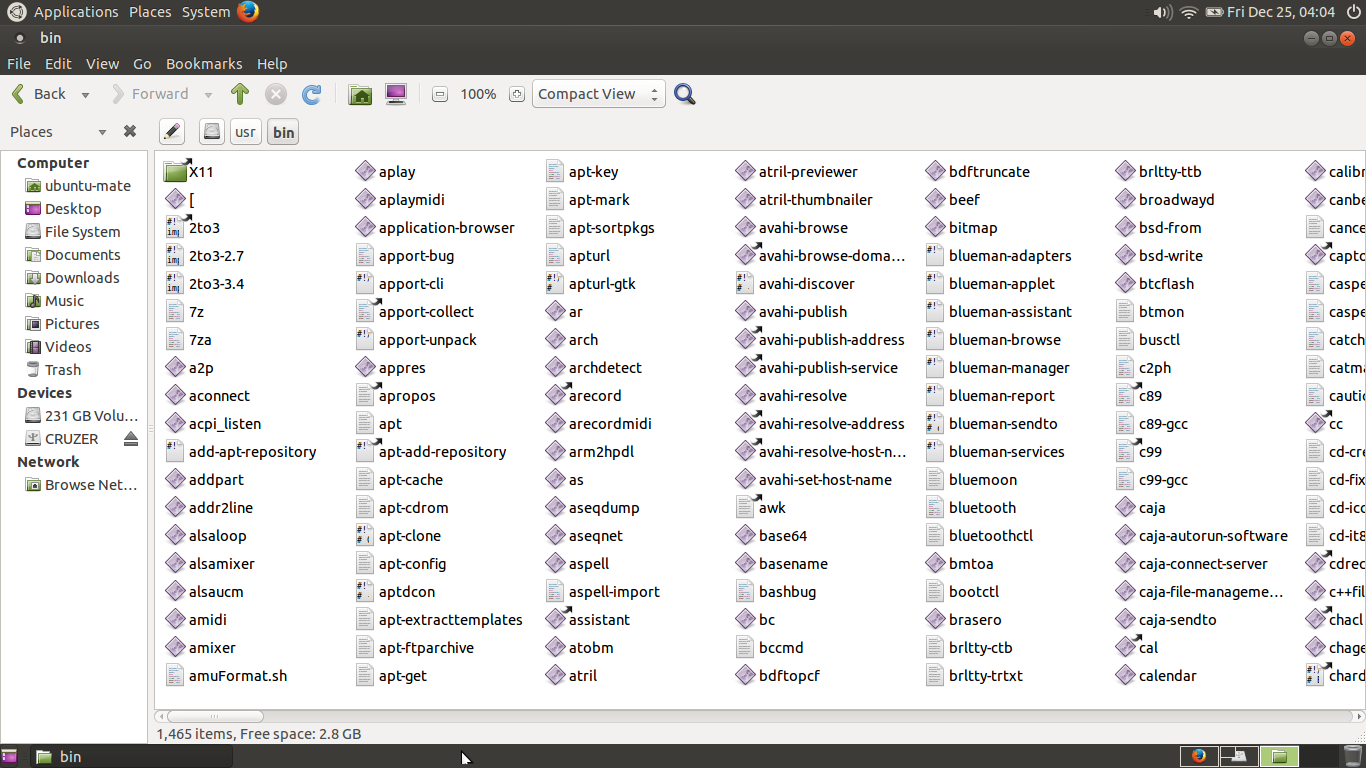 Applications Places System Fri Dec 25, 04:04
bin
File Edit View Go Bookmarks Help
Back Forward 100% Compact View
Places usr bin
Computer
ubuntu-mate
Desktop
File System
Documents
Downloads
Music
Pictures
Videos
Trash
Devices
231 GB Volu...
CRUZER
Network
Browse Net...
X11
[
2to3
2to3-2.7
2to3-3.4
7z
7za
a2p
aconnect
acpi_listen
add-apt-repository
addpart
addr2line
alsaloop
alsamixer
alsaucm
amidi
amixer
amuFormat.sh
aplay
aplaymidi
application-browser
apport-bug
apport-cli
apport-collect
apport-unpack
appres
apropos
apt
apt-add-repository
apt-cache
apt-cdrom
apt-clone
apt-config
aptdcon
apt-extracttemplates
apt-ftparchive
apt-get
apt-key
apt-mark
apt-sortpkgs
apturl
apturl-gtk
ar
arch
archdetect
arecord
arecordmidi
arm2hpdl
as
aseqdump
aseqnet
aspell
aspell-import
assistant
atobm
atril
atril-previewer
atril-thumbnailer
avahi-browse
avahi-browse-doma...
avahi-discover
avahi-publish
avahi-publish-address
avahi-publish-service
avahi-resolve
avahi-resolve-address
avahi-resolve-host-n...
avahi-set-host-name
awk
base64
basename
bashbug
bc
bccmd
bdftopcf
bdftruncate
beef
bitmap
blueman-adapters
blueman-applet
blueman-assistant
blueman-browse
blueman-manager
blueman-report
blueman-sendto
blueman-services
bluemoon
bluetooth
bluetoothctl
bmtoa
bootctl
brasero
brltty-ctb
brltty-trtxt
brltty-ttb
broadwayd
bsd-from
bsd-write
btcflash
btmon
busctl
c2ph
c89
c89-gcc
c99
c99-gcc
caja
caja-autorun-software
caja-connect-server
caja-file-manageme...
caja-sendto
cal
calendar
calibr
canbe
cance
capto
caspe
caspe
catch
catma
cautio
cc
cd-cre
cd-fix
cd-icc
cd-it8
cdrec
c++fil
chacl
chage
chard
1,465 items, Free space: 2.8 GB
bin